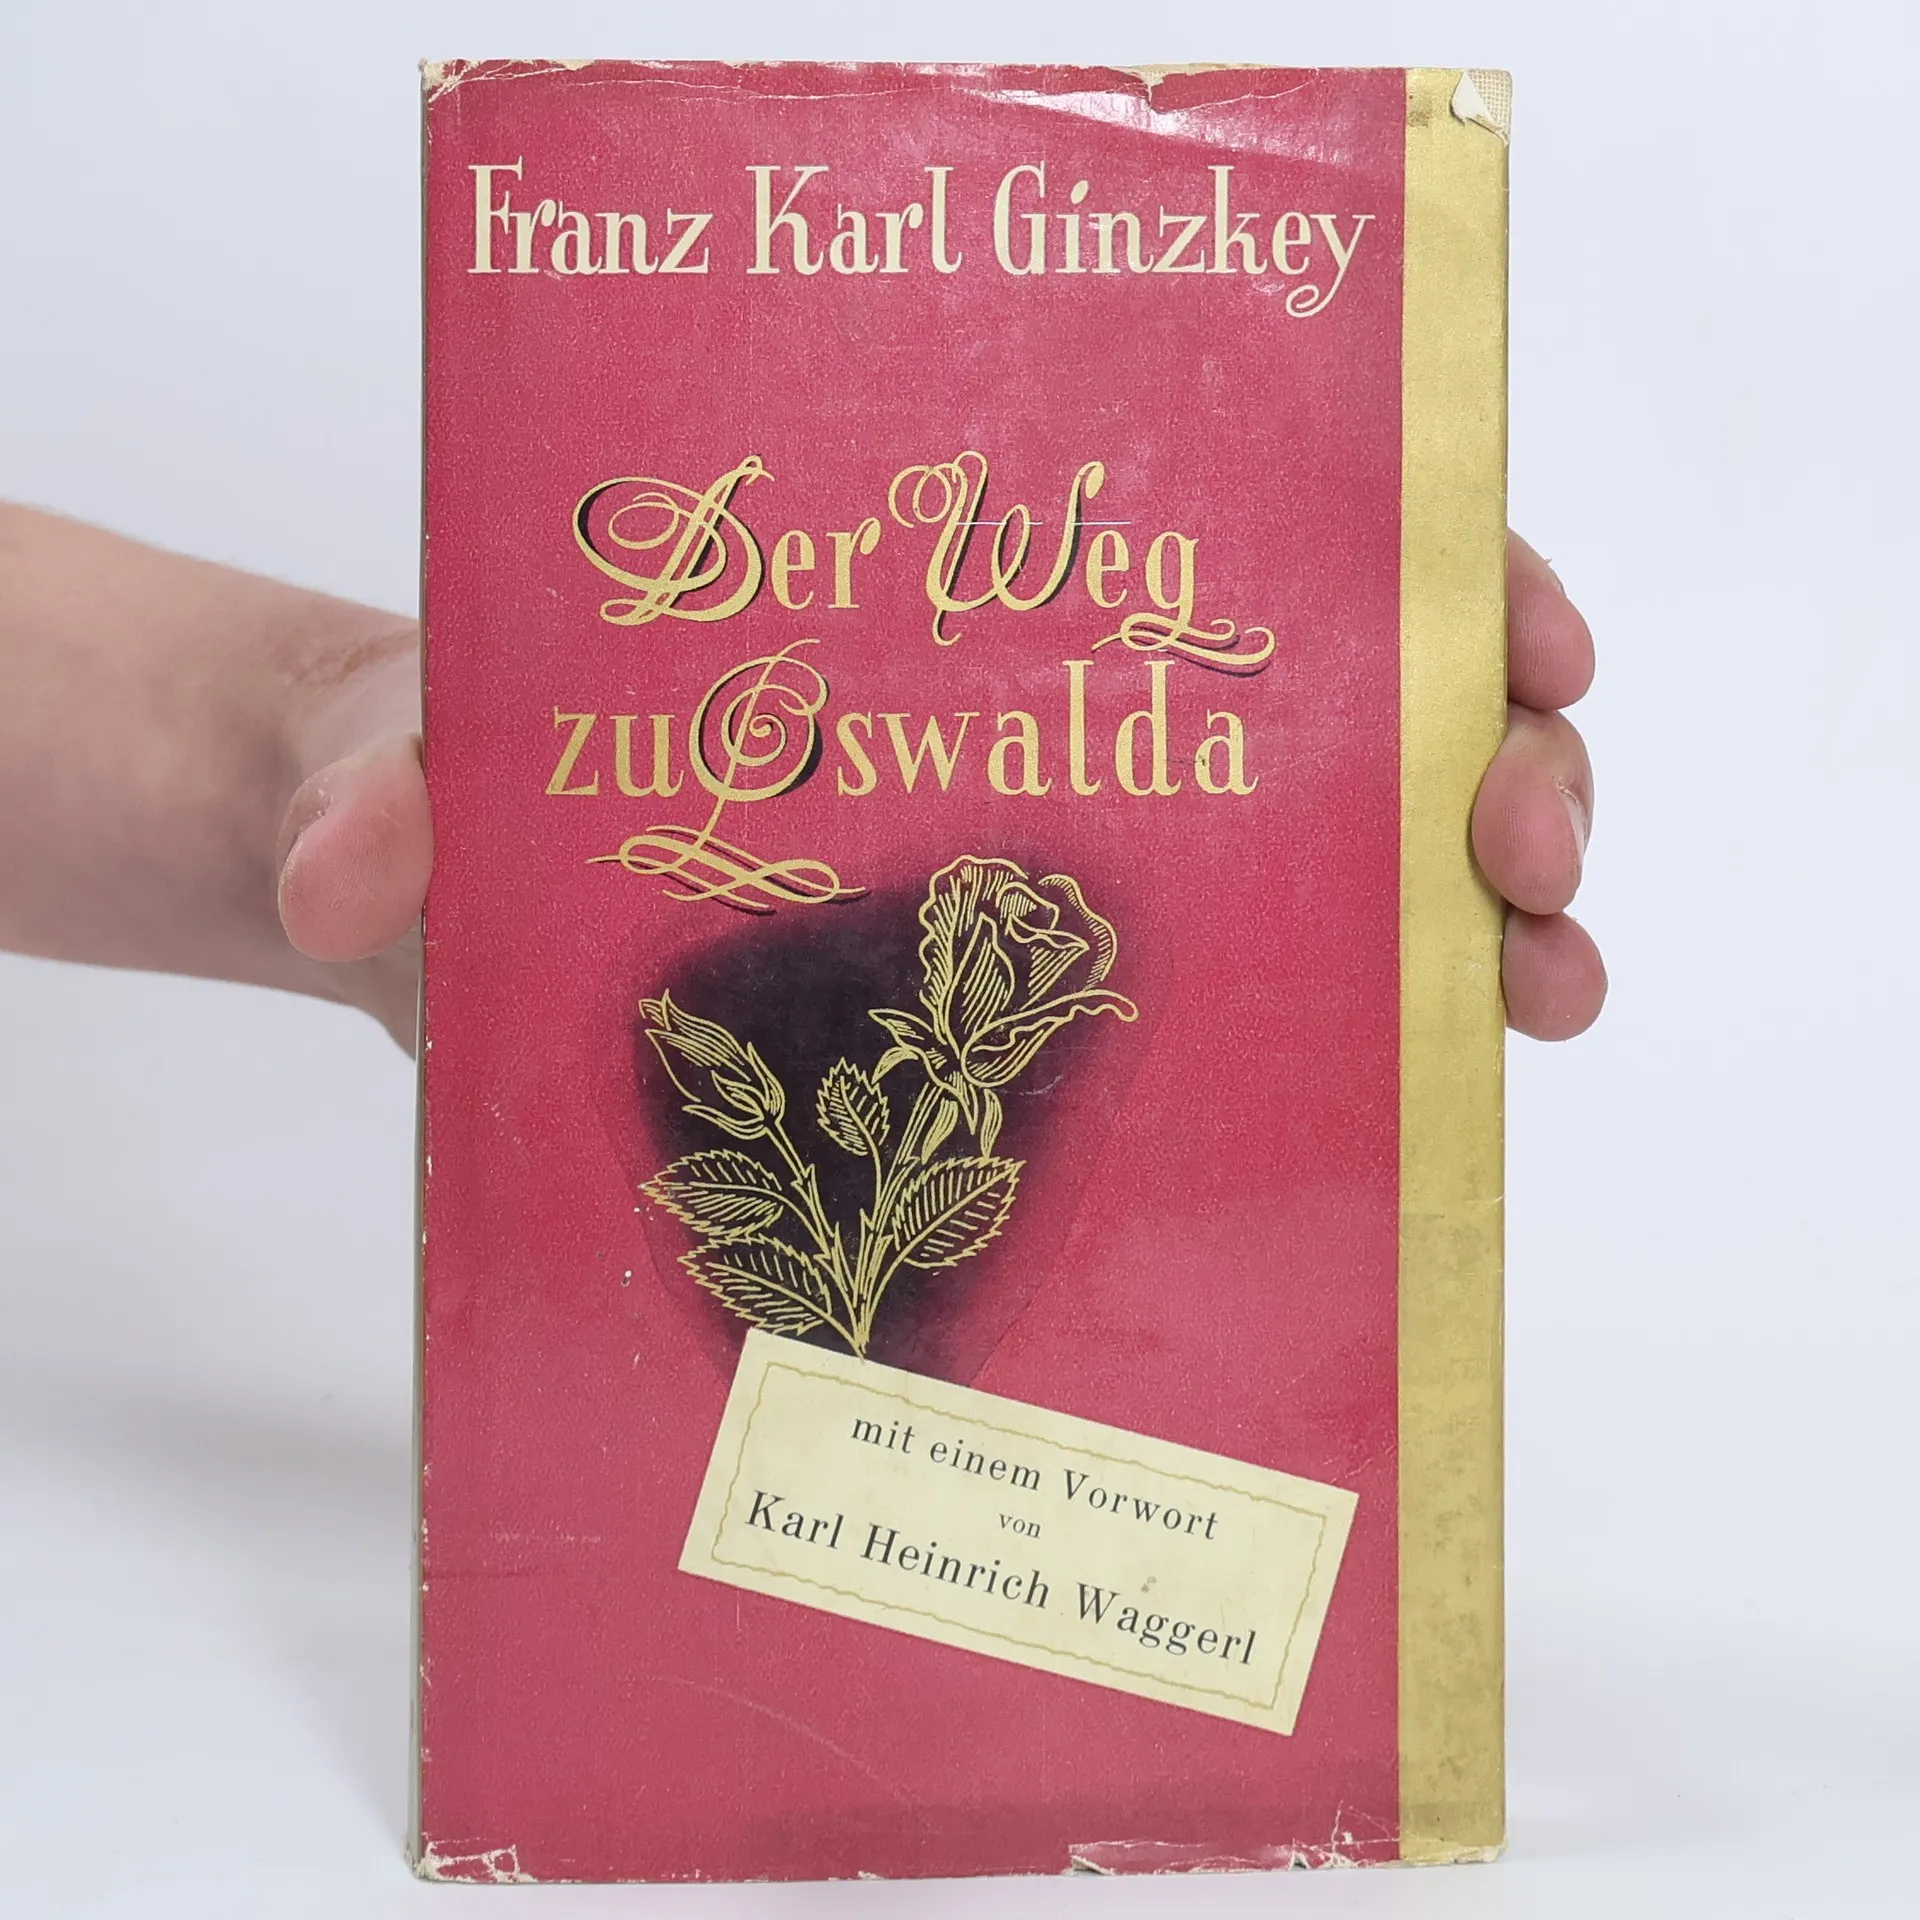 Franz Karl Ginzkey
Der Weg
zu Oswalda
mit einem Vorwort
von
Karl Heinrich Waggerl